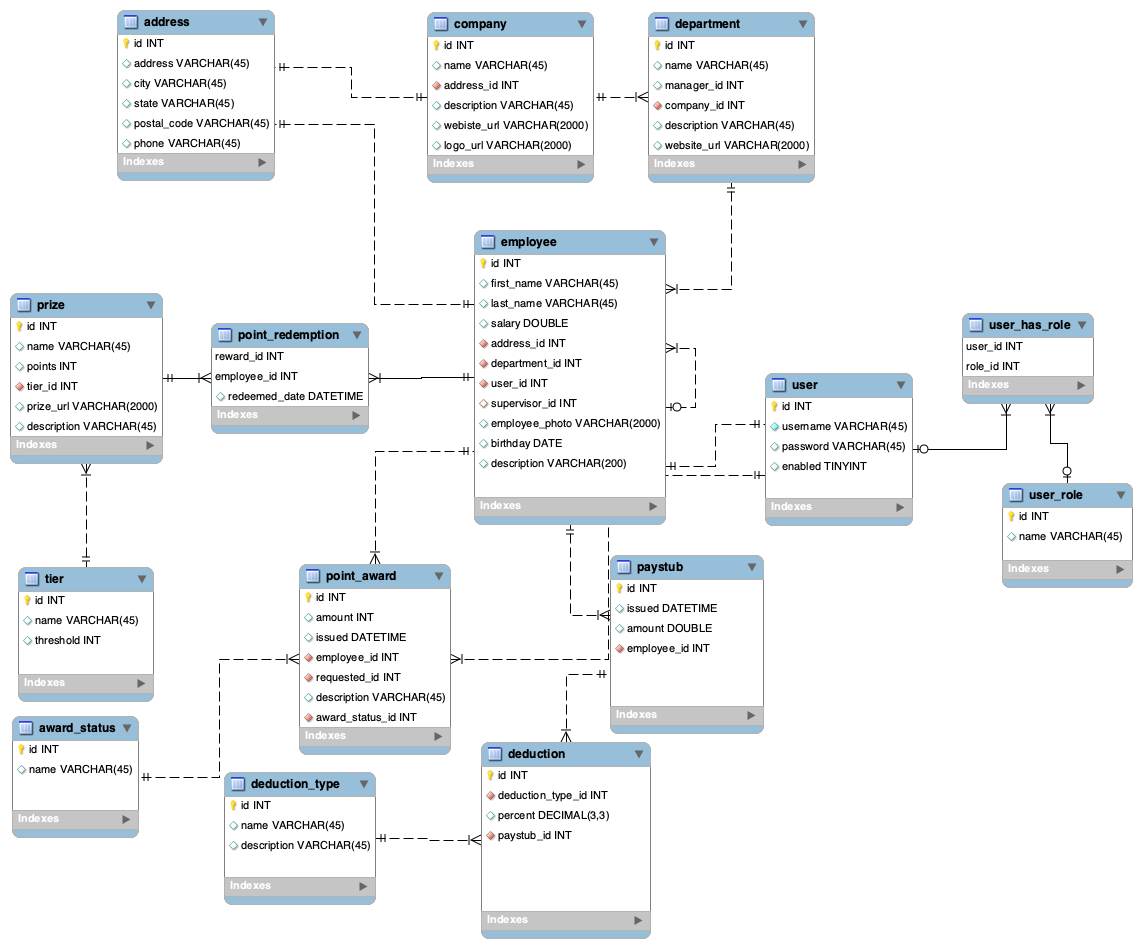 address
id INT
address VARCHAR(45)
city VARCHAR(45)
state VARCHAR(45)
postal_code VARCHAR(45)
phone VARCHAR(45)
Indexes
company
id INT
name VARCHAR(45)
address_id INT
description VARCHAR(45)
webiste_url VARCHAR(2000)
logo_url VARCHAR(2000)
Indexes
department
id INT
name VARCHAR(45)
manager_id INT
company_id INT
description VARCHAR(45)
website_url VARCHAR(2000)
Indexes
employee
id INT
first_name VARCHAR(45)
last_name VARCHAR(45)
salary DOUBLE
address_id INT
department_id INT
user_id INT
supervisor_id INT
employee_photo VARCHAR(2000)
birthday DATE
description VARCHAR(200)
Indexes
prize
id INT
name VARCHAR(45)
points INT
tier_id INT
prize_url VARCHAR(2000)
description VARCHAR(45)
Indexes
point_redemption
reward_id INT
employee_id INT
redeemed_date DATETIME
Indexes
user_has_role
user_id INT
role_id INT
Indexes
user
id INT
username VARCHAR(45)
password VARCHAR(45)
enabled TINYINT
Indexes
user_role
id INT
name VARCHAR(45)
Indexes
tier
id INT
name VARCHAR(45)
threshold INT
Indexes
point_award
id INT
amount INT
issued DATETIME
employee_id INT
requested_id INT
description VARCHAR(45)
award_status_id INT
Indexes
paystub
id INT
issued DATETIME
amount DOUBLE
employee_id INT
Indexes
award_status
id INT
name VARCHAR(45)
Indexes
deduction_type
id INT
name VARCHAR(45)
description VARCHAR(45)
Indexes
deduction
id INT
deduction_type_id INT
percent DECIMAL(3,3)
paystub_id INT
Indexes